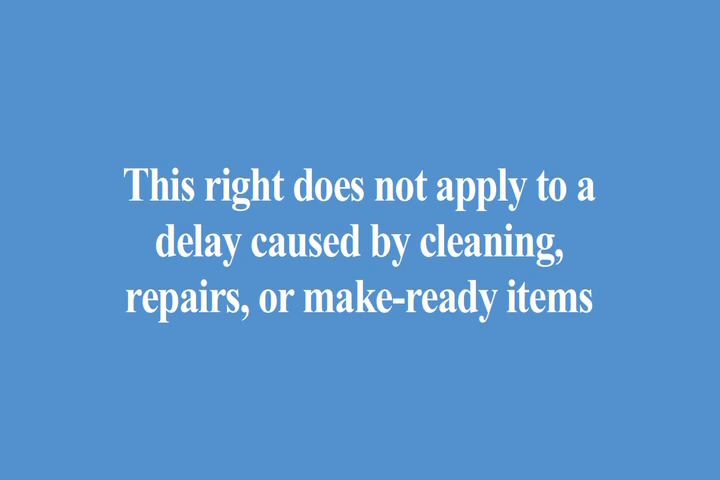 This right does not apply to a
delay caused by cleaning,
repairs, or make-ready items